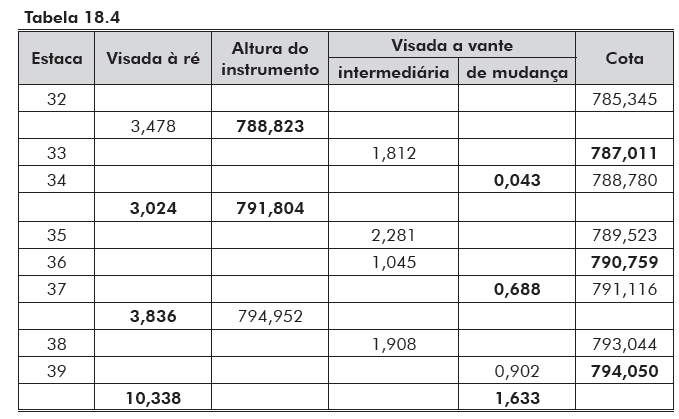 Tabela 18.4
Estaca Visada à ré Altura do instrumento Visada a vante Cota
intermediária de mudança
32 785,345
3,478 788,823
33 1,812 787,011
34 0,043 788,780
3,024 791,804
35 2,281 789,523
36 1,045 790,759
37 0,688 791,116
3,836 794,952
38 1,908 793,044
39 0,902 794,050
10,338 1,633